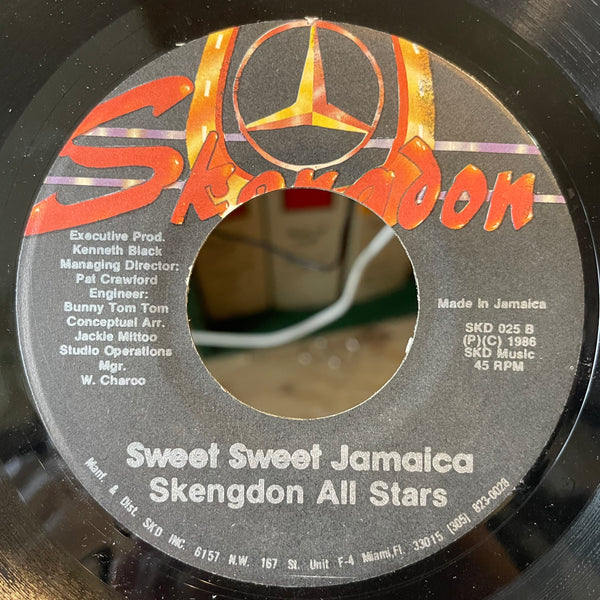 Skengdon
Executive Prod.
Kenneth Black
Managing Director:
Pat Crawford
Engineer:
Bunny Tom Tom
Conceptual Arr.
Jackie Mittoo
Studio Operations
Mgr.
W. Charoo
Made in Jamaica
SKD 025 B
(P)(C) 1986
SKD Music
45 RPM
Sweet Sweet Jamaica
Skengdon All Stars
Manf. & Dist. SKD INC. 6157 N.W. 167 St. Unit F-4 Miami,Fl. 33015 (305) 823-0028